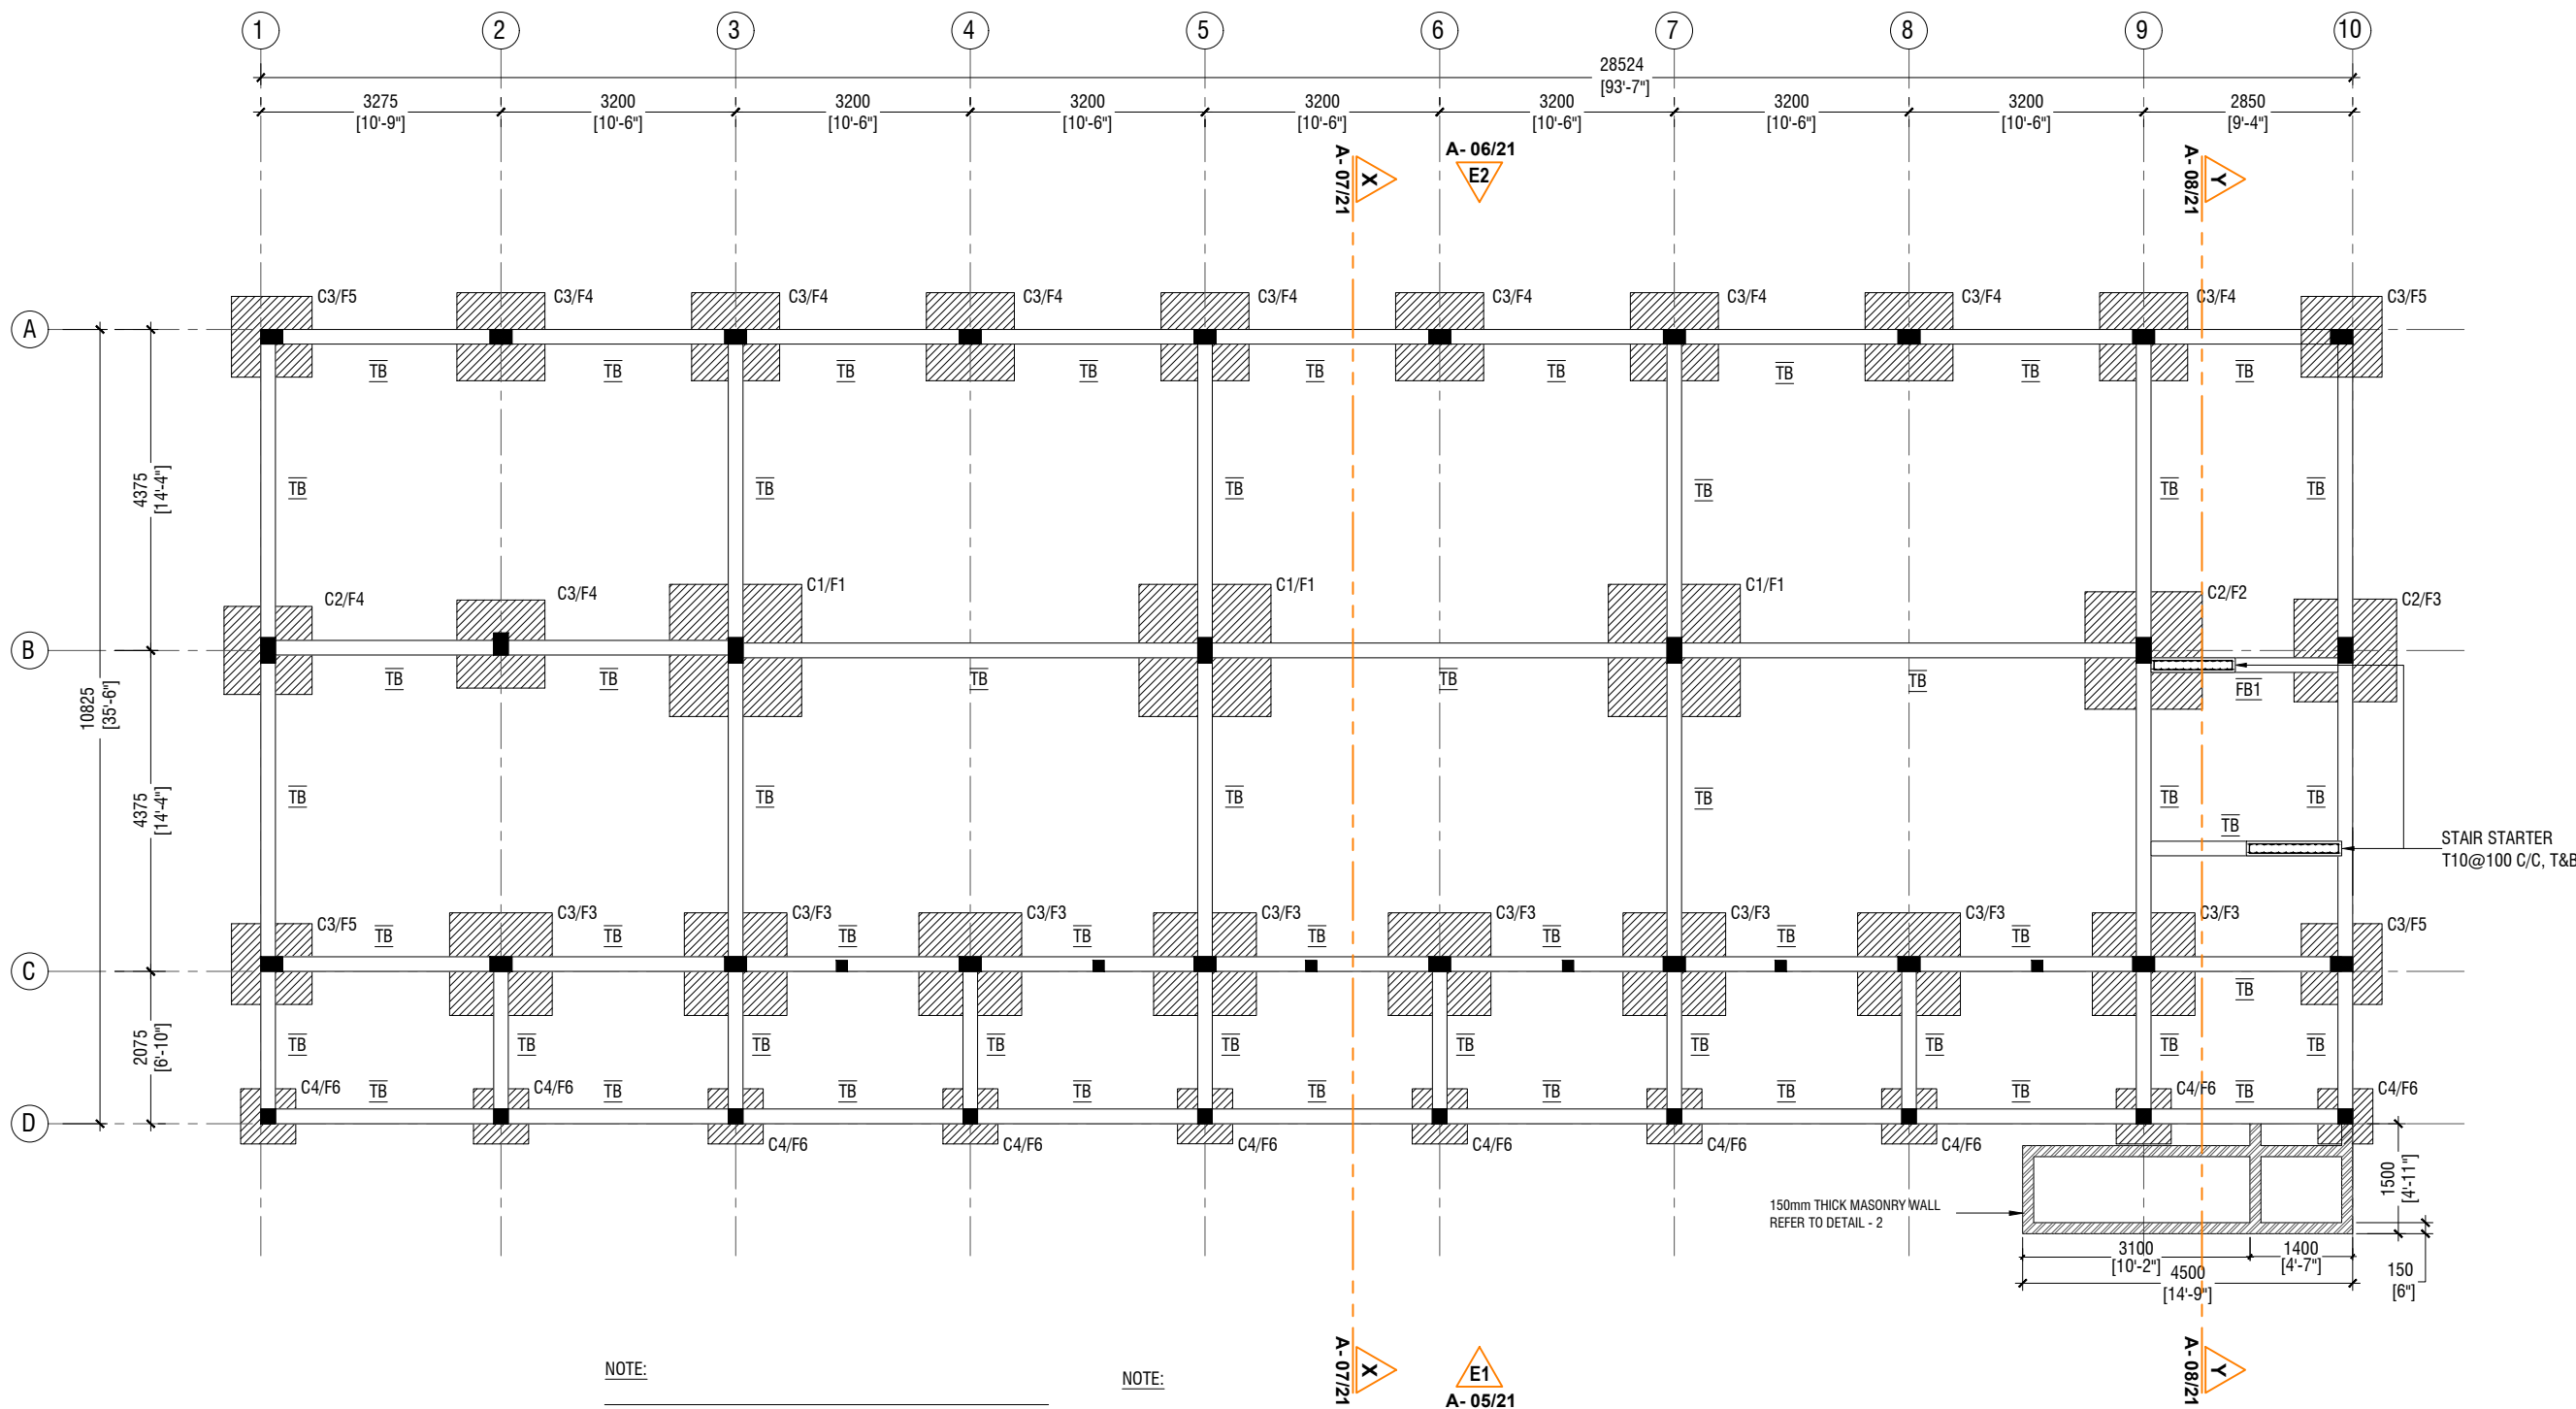 1 2 3 4 5 6 7 8 9 10
28524
[93'-7"]
3275 3200 3200 3200 3200 3200 3200 3200 2850
[10'-9"] [10'-6"] [10'-6"] [10'-6"] [10'-6"] [10'-6"] [10'-6"] [10'-6"] [9'-4"]
A- 07/21
X
A- 06/21
E2
A- 08/21
Y
C3/F5 C3/F4 C3/F4 C3/F4 C3/F4 C3/F4 C3/F4 C3/F4 C3/F4 C3/F5
A
TB TB TB TB TB TB TB TB TB
4375
[14'-4"]
TB TB TB TB TB TB
C2/F4 C3/F4 C1/F1 C1/F1 C1/F1 C2/F2 C2/F3
B
TB TB TB TB TB FB1
10825
[35'-6"]
4375
[14'-4"]
TB TB TB TB TB TB
TB
STAIR STARTER
T10@100 C/C, T&B
C3/F5 C3/F3 C3/F3 C3/F3 C3/F3 C3/F3 C3/F3 C3/F3 C3/F3 C3/F5
TB TB TB TB TB TB TB TB
C
TB
2075
[6'-10"]
TB TB TB TB TB TB TB TB TB TB
C4/F6 C4/F6 C4/F6 C4/F6
TB TB TB TB TB TB TB TB TB
D
C4/F6 C4/F6 C4/F6 C4/F6 C4/F6 C4/F6
1500
[4'-11"]
150mm THICK MASONRY WALL
REFER TO DETAIL - 2
3100 1400
[10'-2"] [4'-7"]
4500
[14'-9"]
150
[6"]
NOTE:
NOTE:
A- 07/21
X
E1
A- 05/21
A- 08/21
Y